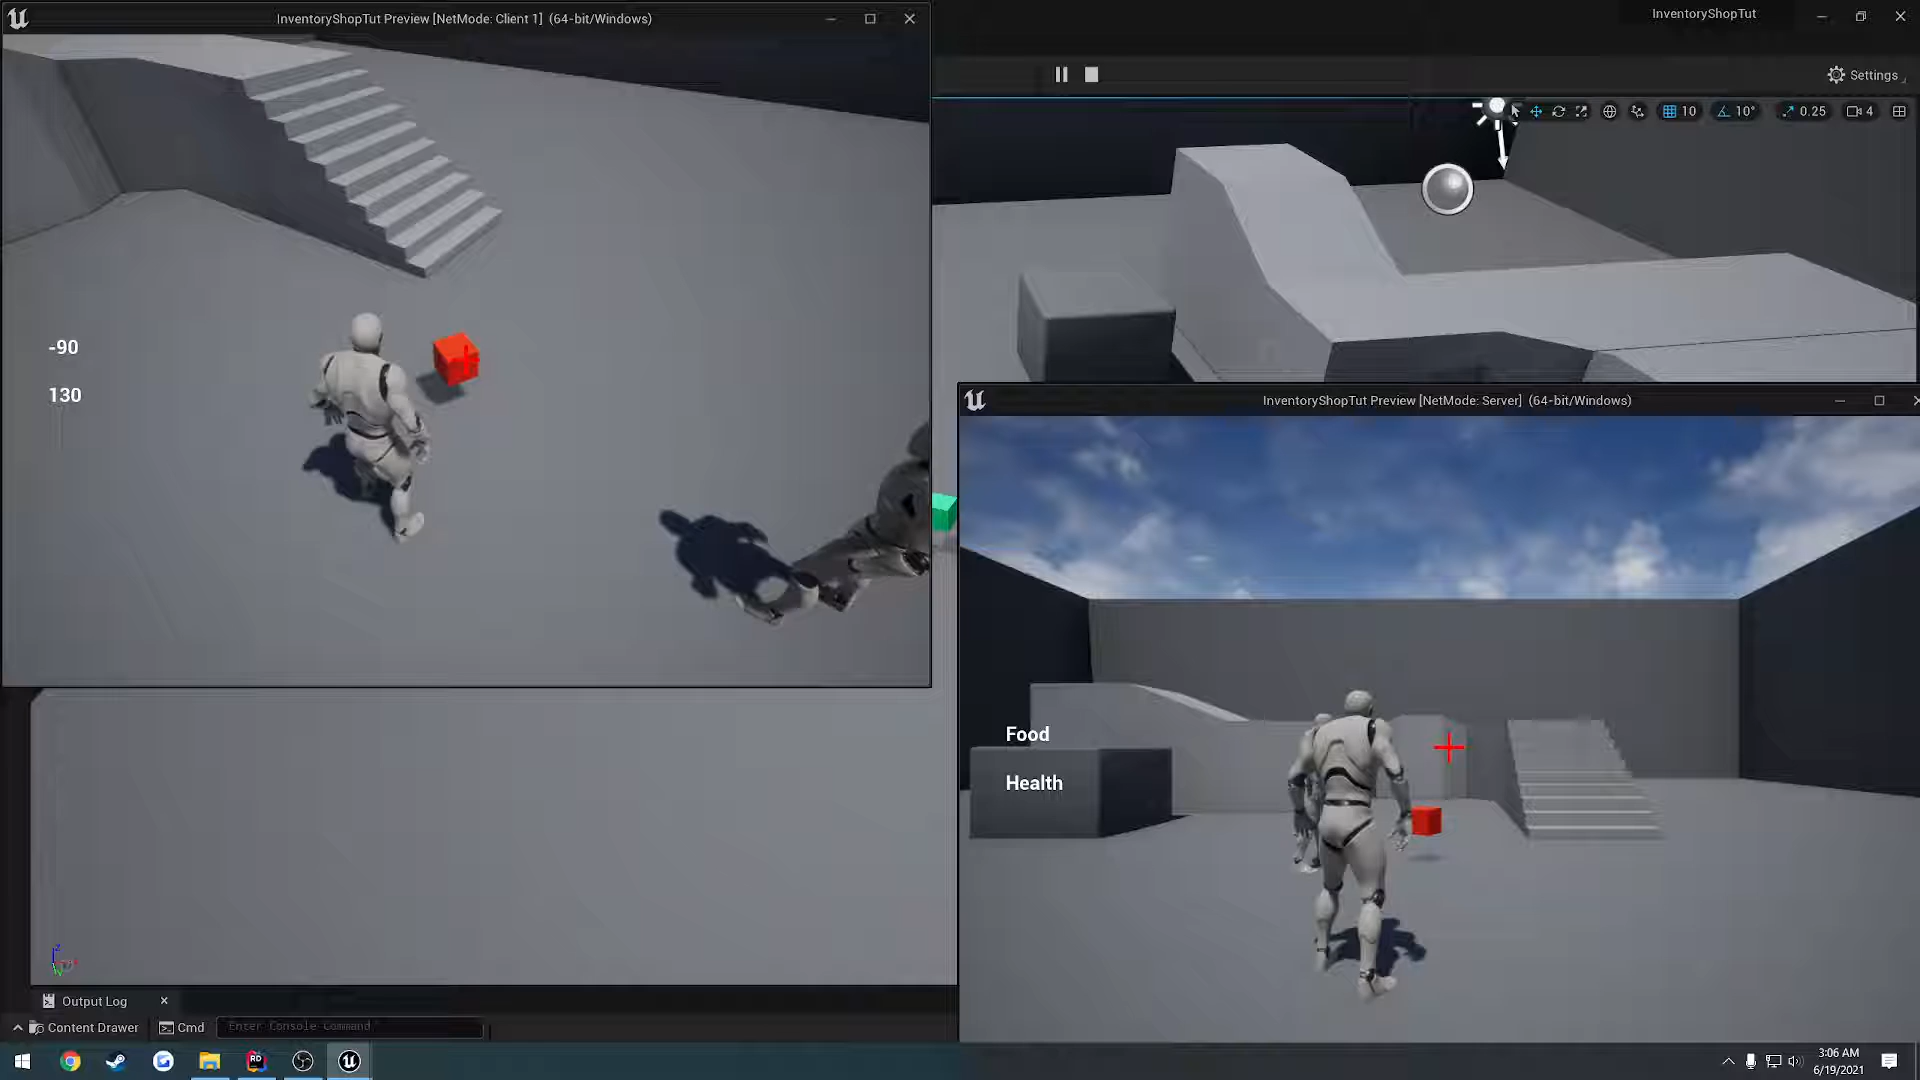 InventoryShopTut Preview [NetMode: Client 1] (64-bit/Windows)
InventoryShopTut
Settings
10
10°
0.25
4
-90
130
InventoryShopTut Preview [NetMode: Server] (64-bit/Windows)
Food
Health
Output Log
Content Drawer
Cmd
Enter Console Command
RD
3:06 AM
6/19/2021